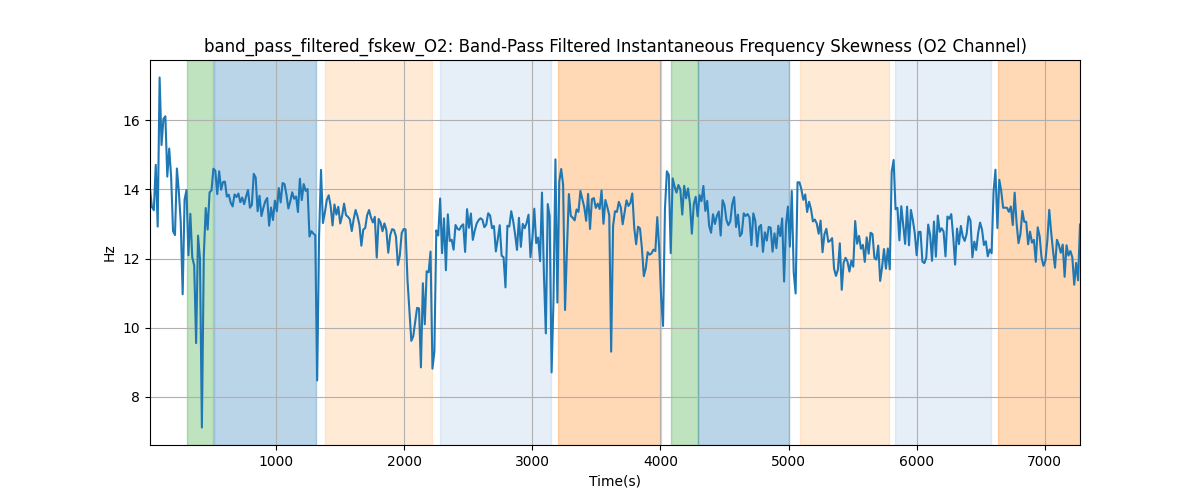 band_pass_filtered_fskew_O2: Band-Pass Filtered Instantaneous Frequency Skewness (O2 Channel)
16
14
12
10
8
Hz
1000 2000 3000 4000 5000 6000 7000
Time(s)